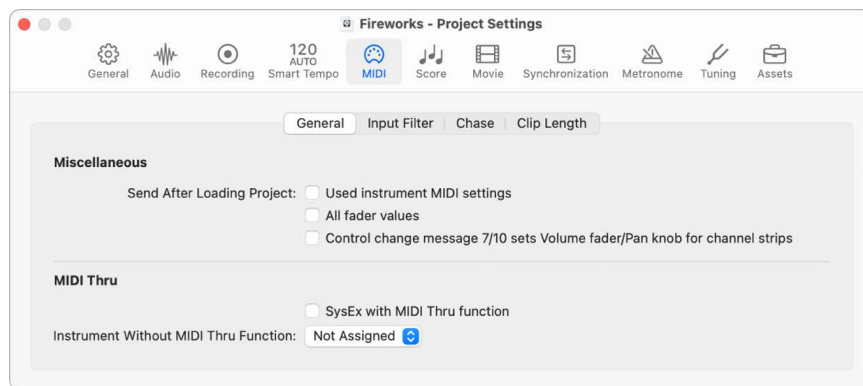 Fireworks - Project Settings
General
Audio
Recording
120
AUTO
Smart Tempo
MIDI
Score
Movie
Synchronization
Metronome
Tuning
Assets
General Input Filter Chase Clip Length
Miscellaneous
Send After Loading Project: Used instrument MIDI settings
All fader values
Control change message 7/10 sets Volume fader/Pan knob for channel strips
MIDI Thru
SysEx with MIDI Thru function
Instrument Without MIDI Thru Function: Not Assigned